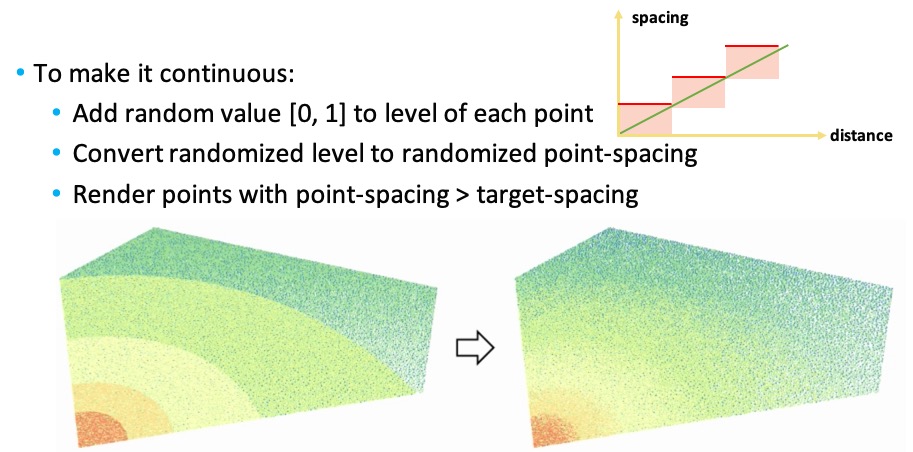 spacing
• To make it continuous:
• Add random value [0, 1] to level of each point
distance
• Convert randomized level to randomized point-spacing
• Render points with point-spacing > target-spacing